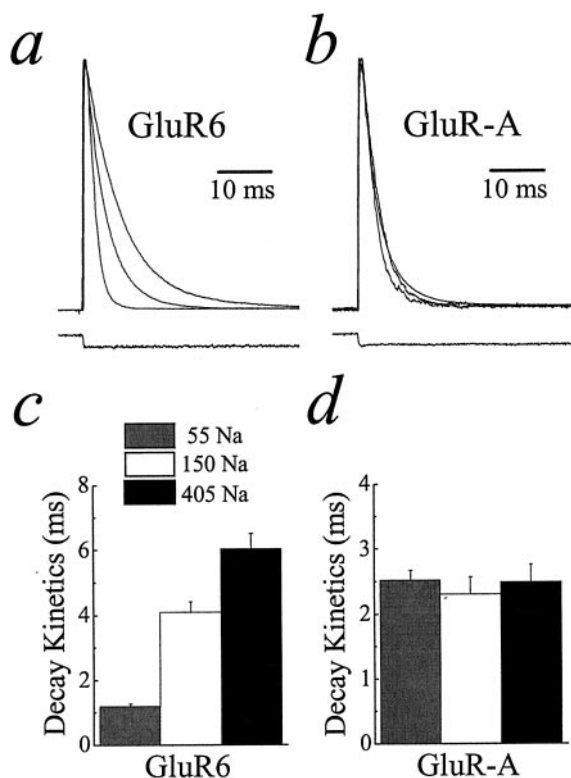 a
b
GluR6
GluR-A
10 ms
10 ms
c
d
55 Na
150 Na
405 Na
Decay Kinetics (ms)
8
6
4
2
0
GluR6
Decay Kinetics (ms)
4
3
2
1
0
GluR-A